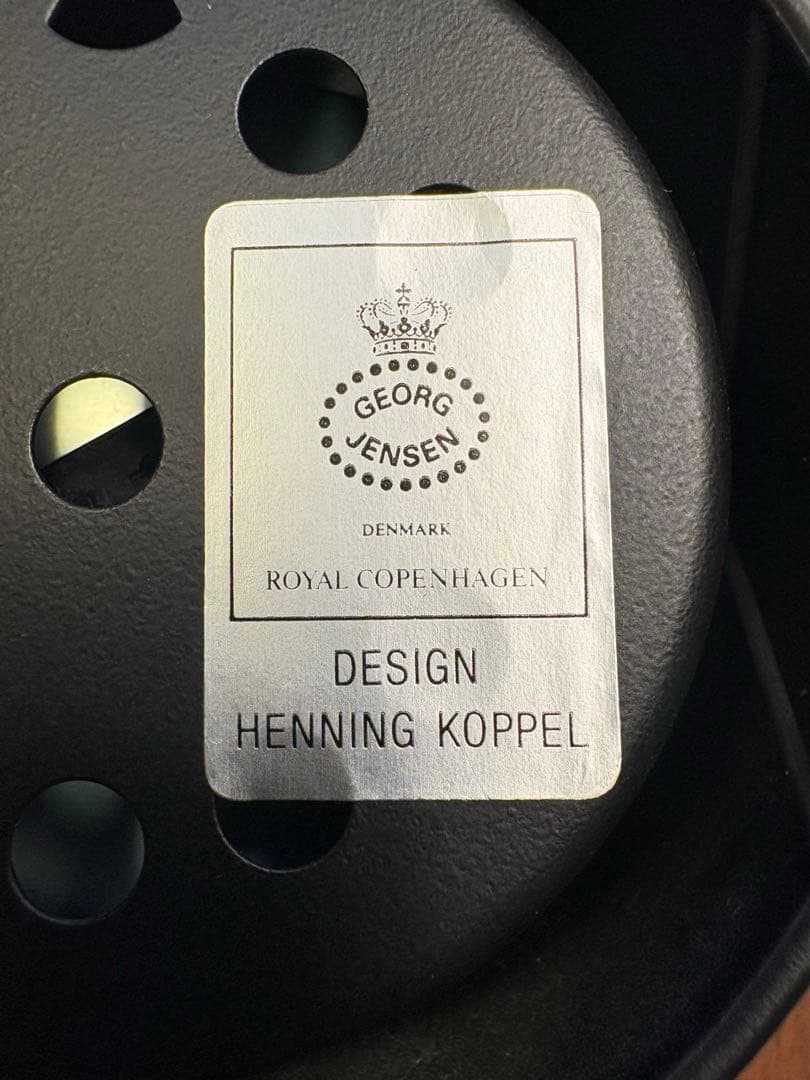 GEORG
JENSEN
DENMARK
ROYAL COPENHAGEN
DESIGN
HENNING KOPPEL